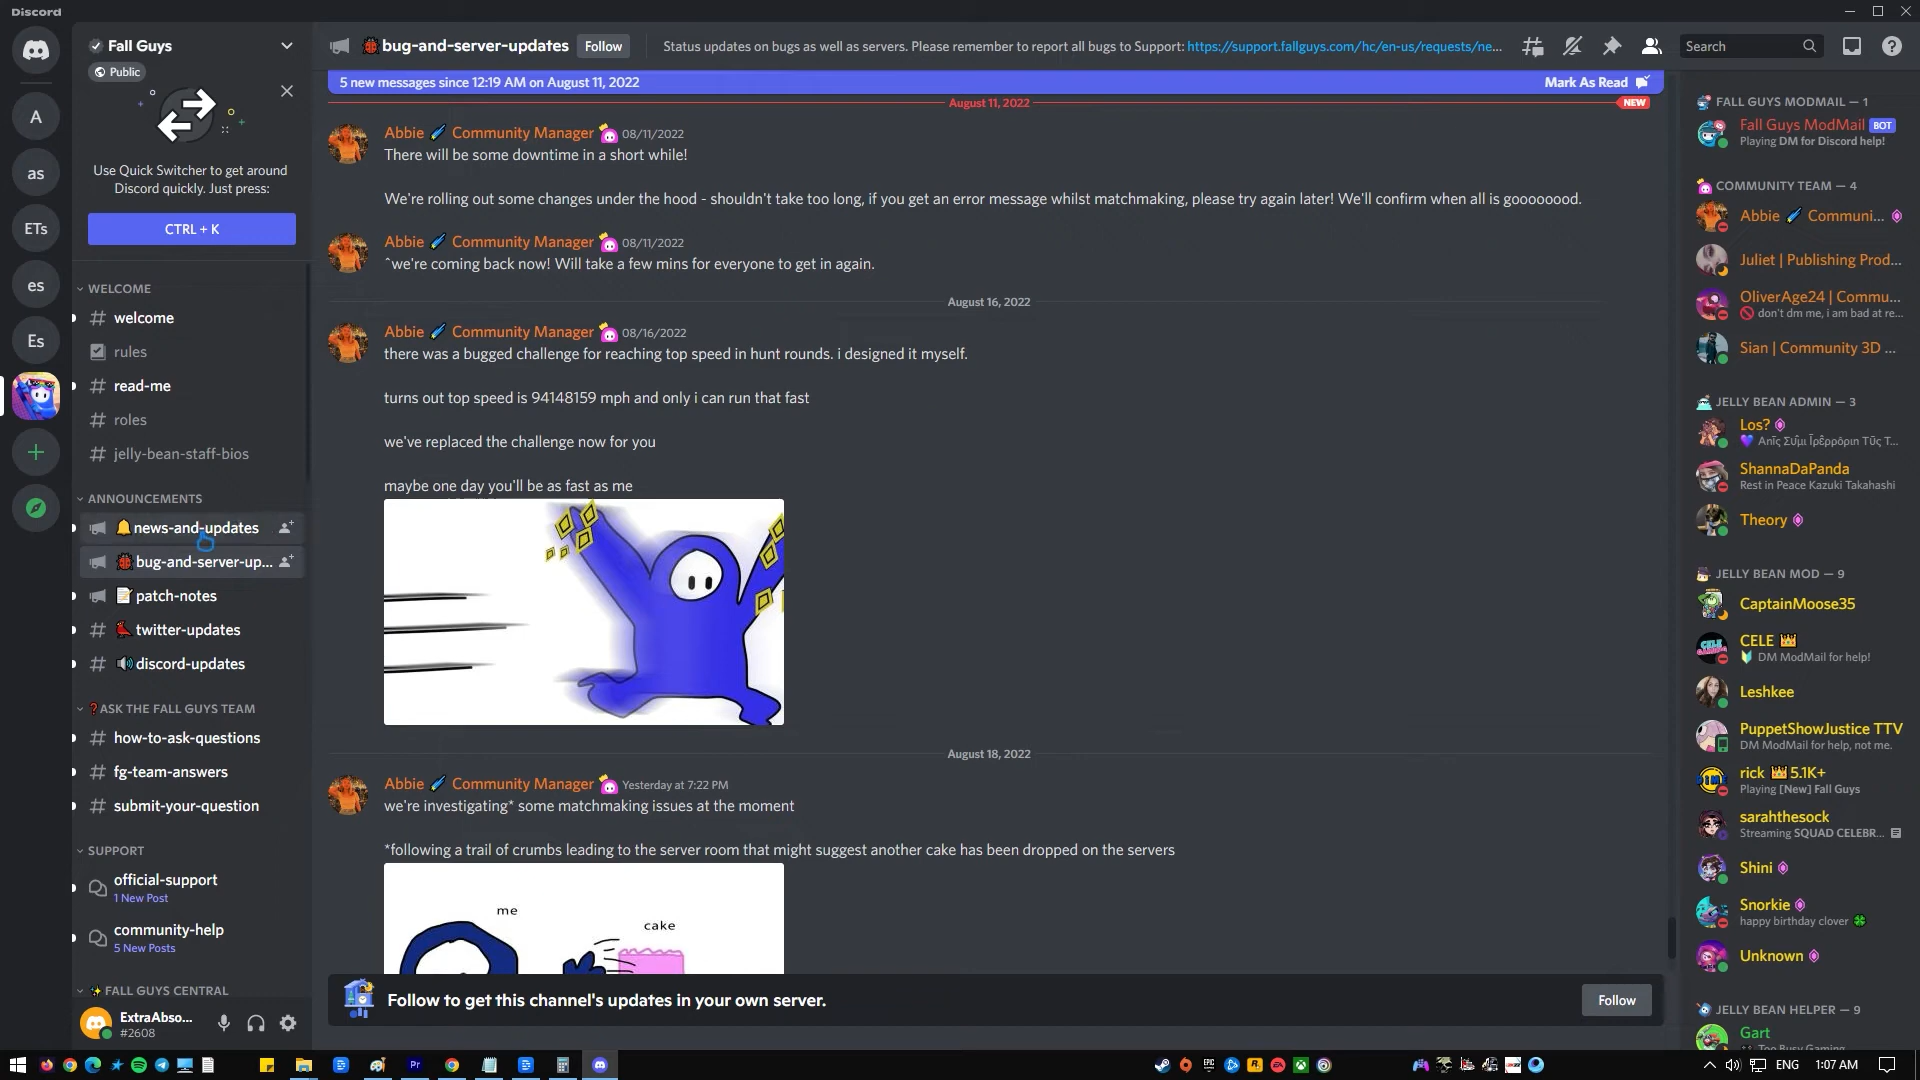 Discord
Fall Guys
Public
Use Quick Switcher to get around
Discord quickly. Just press:
CTRL + K
WELCOME
welcome
rules
read-me
roles
jelly-bean-staff-bios
ANNOUNCEMENTS
news-and-updates
bug-and-server-up...
patch-notes
twitter-updates
discord-updates
ASK THE FALL GUYS TEAM
how-to-ask-questions
fg-team-answers
submit-your-question
SUPPORT
official-support
1 New Post
community-help
5 New Posts
FALL GUYS CENTRAL
ExtraAbso...
#2608
A
as
ETs
es
Es
bug-and-server-updates
Follow
Status updates on bugs as well as servers. Please remember to report all bugs to Support: https://support.fallguys.com/hc/en-us/requests/ne...
Search
5 new messages since 12:19 AM on August 11, 2022
Mark As Read
August 11, 2022
NEW
Abbie Community Manager 08/11/2022
There will be some downtime in a short while!
We're rolling out some changes under the hood - shouldn't take too long, if you get an error message whilst matchmaking, please try again later! We'll confirm when all is goooooood.
Abbie Community Manager 08/11/2022
^we're coming back now! Will take a few mins for everyone to get in again.
August 16, 2022
Abbie Community Manager 08/16/2022
there was a bugged challenge for reaching top speed in hunt rounds. i designed it myself.
turns out top speed is 94148159 mph and only i can run that fast
we've replaced the challenge now for you
maybe one day you'll be as fast as me
August 18, 2022
Abbie Community Manager Yesterday at 7:22 PM
we're investigating* some matchmaking issues at the moment
*following a trail of crumbs leading to the server room that might suggest another cake has been dropped on the servers
me
cake
Follow to get this channel's updates in your own server.
Follow
FALL GUYS MODMAIL — 1
Fall Guys ModMail BOT
Playing DM for Discord help!
COMMUNITY TEAM — 4
Abbie Communi...
Juliet | Publishing Prod...
OliverAge24 | Commu...
don't dm me, i am bad at re...
Sian | Community 3D ...
JELLY BEAN ADMIN — 3
Los?
ShannaDaPanda
Rest in Peace Kazuki Takahashi
Theory
JELLY BEAN MOD — 9
CaptainMoose35
CELE
DM ModMail for help!
Leshkee
PuppetShowJustice TTV
DM ModMail for help, not me.
rick 5.1K+
Playing [New] Fall Guys
sarahthesock
Streaming SQUAD CELEBR...
Shini
Snorkie
happy birthday clover
Unknown
JELLY BEAN HELPER — 9
Gart
Too Busy Gaming
ENG
1:07 AM